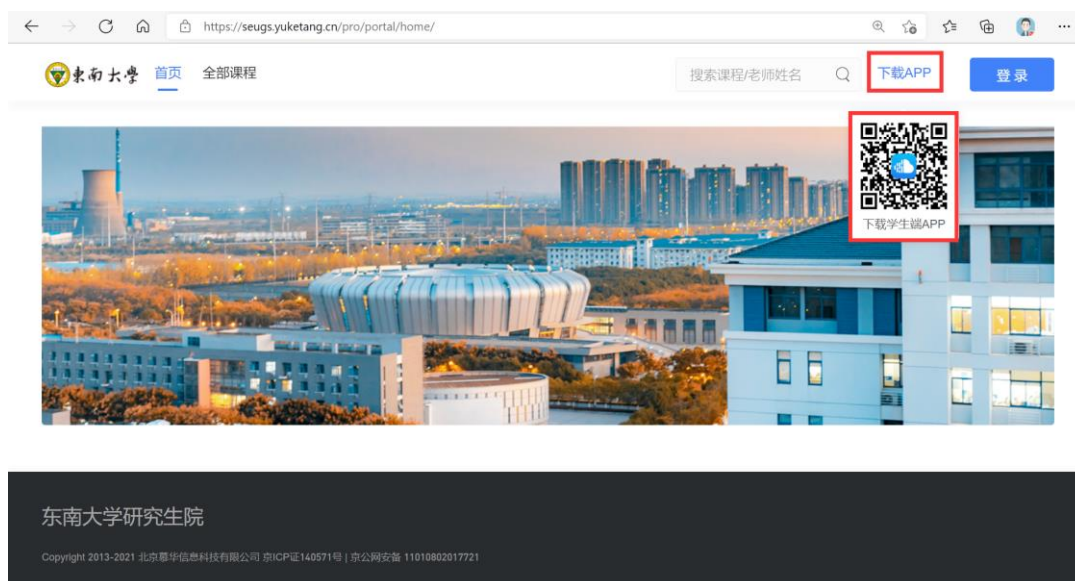 https://seugs.yuketang.cn/pro/portal/home/
東南大學 首页 全部课程 搜索课程/老师姓名 下载APP 登录
下载学生端APP
东南大学研究生院
Copyright 2013-2021 北京慕华信息科技有限公司 京ICP证140571号 | 京公网安备 11010802017721